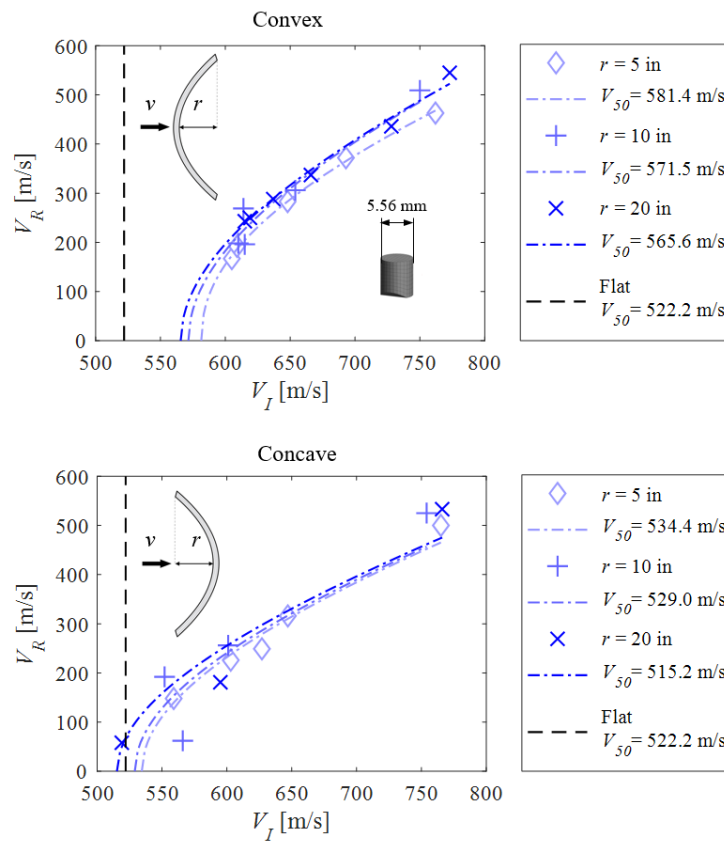 Convex
600
500
400
300
200
100
0
V_R [m/s]
v
r
5.56 mm
500
550
600
650
700
750
800
V_I [m/s]
r = 5 in
V_50 = 581.4 m/s
r = 10 in
V_50 = 571.5 m/s
r = 20 in
V_50 = 565.6 m/s
Flat
V_50 = 522.2 m/s
Concave
600
500
400
300
200
100
0
V_R [m/s]
v
r
500
550
600
650
700
750
800
V_I [m/s]
r = 5 in
V_50 = 534.4 m/s
r = 10 in
V_50 = 529.0 m/s
r = 20 in
V_50 = 515.2 m/s
Flat
V_50 = 522.2 m/s